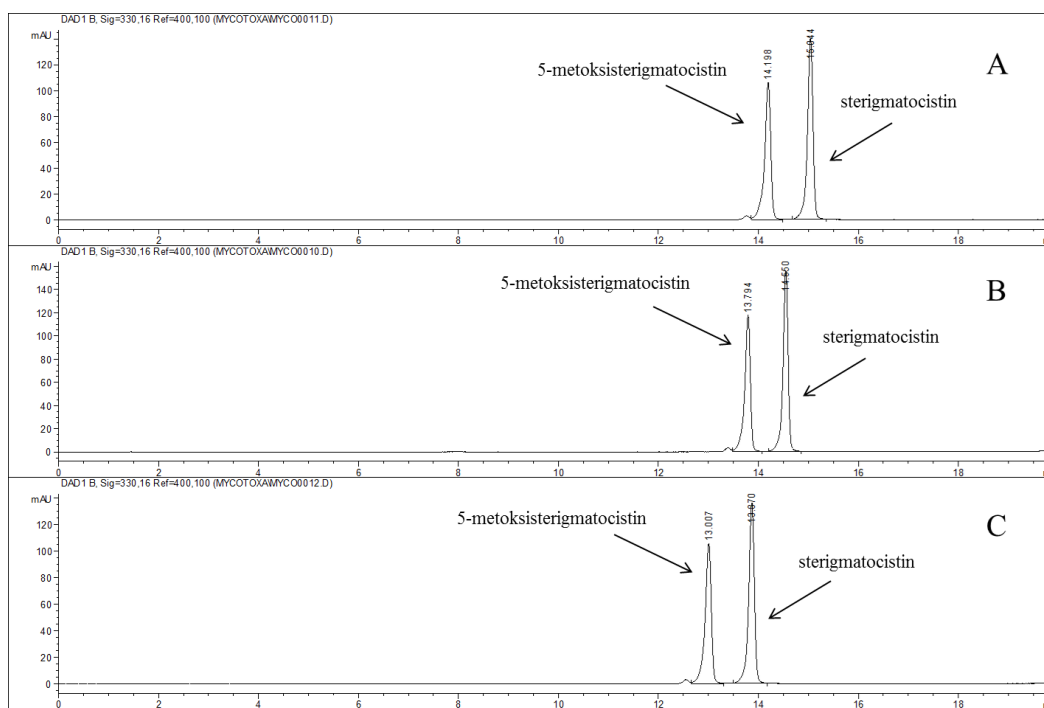 DAD1 B, Sig=330,16 Ref=400,100 (MYCOTOXA\MYCO0011.D)
mAU
A
14.198
15.044
5-metoksisterigmatocistin
sterigmatocistin
120
100
80
60
40
20
0
0 2 4 6 8 10 12 14 16 18
DAD1 B, Sig=330,16 Ref=400,100 (MYCOTOXA\MYCO0010.D)
mAU
B
13.794
14.550
5-metoksisterigmatocistin
sterigmatocistin
140
120
100
80
60
40
20
0
0 2 4 6 8 10 12 14 16 18
DAD1 B, Sig=330,16 Ref=400,100 (MYCOTOXA\MYCO0012.D)
mAU
C
13.007
13.870
5-metoksisterigmatocistin
sterigmatocistin
120
100
80
60
40
20
0
0 2 4 6 8 10 12 14 16 18